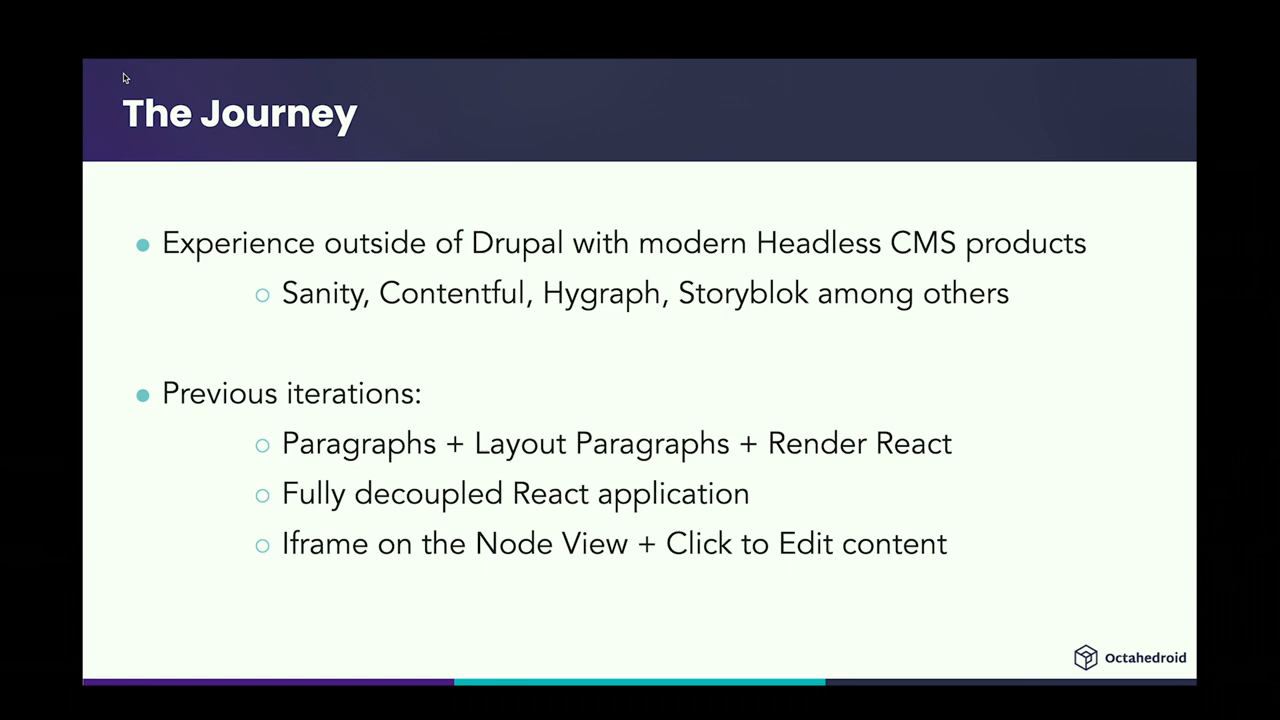 The Journey
Experience outside of Drupal with modern Headless CMS products
Sanity, Contentful, Hygraph, Storyblok among others
Previous iterations:
Paragraphs + Layout Paragraphs + Render React
Fully decoupled React application
Iframe on the Node View + Click to Edit content
Octahedroid